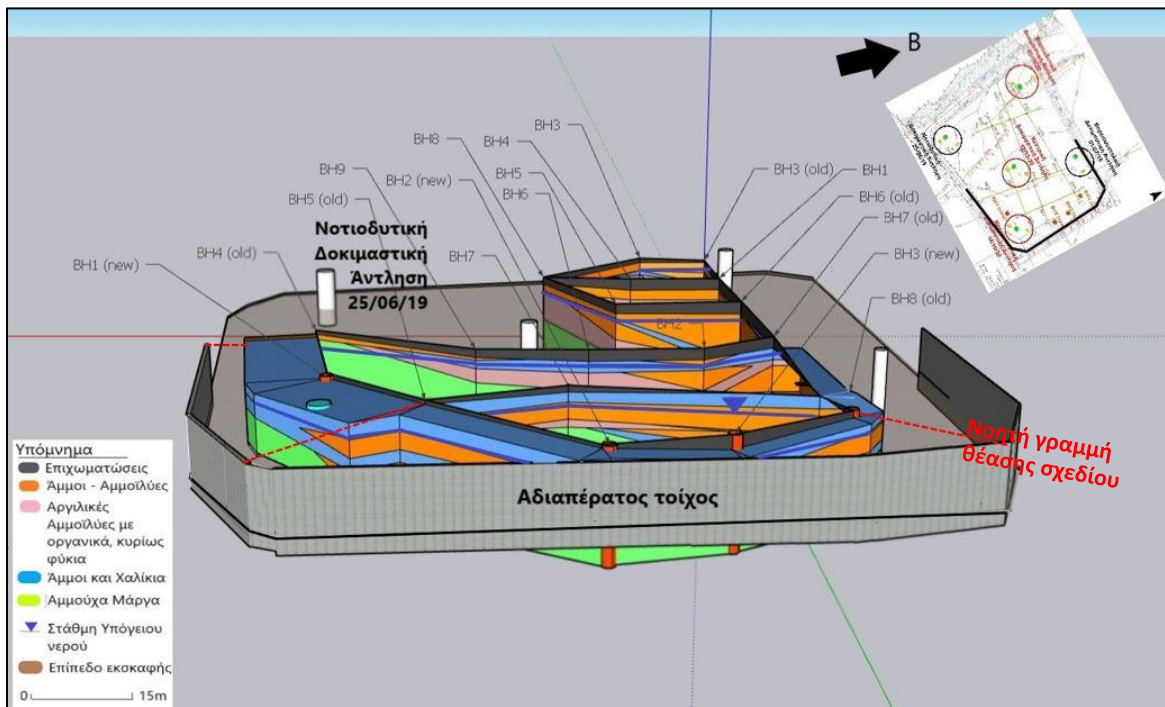 B
BH3
BH4
BH8
BH5
BH9
BH2 (new)
BH6
BH5 (old)
BH3 (old)
BH1
BH6 (old)
BH7 (old)
BH3 (new)
BH8 (old)
Νοτιοδυτική
Δοκιμαστική
Άντληση
25/06/19
BH4 (old)
BH1 (new)
BH7
BH2
Νοητή γραμμή
θέασης σχεδίου
Αδιαπέρατος τοίχος
Υπόμνημα
Επιχωματώσεις
Άμμοι - Αμμοϊλύες
Αργιλικές
Αμμοϊλύες με
οργανικά, κυρίως
φύκια
Άμμοι και Χαλίκια
Αμμούχα Μάργα
Στάθμη Υπόγειου
νερού
Επίπεδο εκσκαφής
0 15m